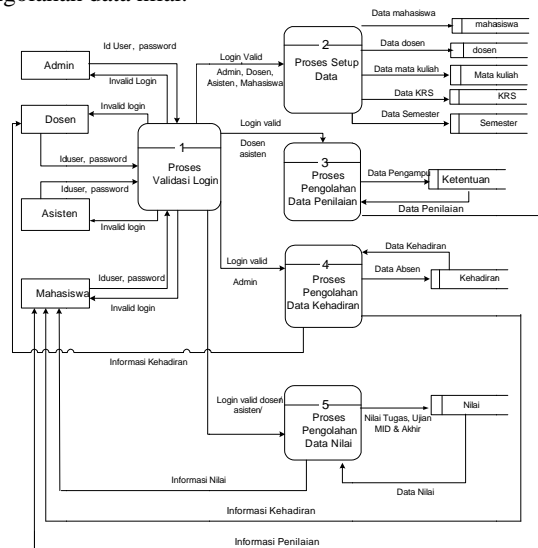 ngolahan data nilai.
Id User, password
Admin
Invalid Login
Invalid login
Dosen
Iduser, password
Iduser, password
Asisten
Invalid login
Iduser, password
Mahasiswa
Invalid login
1
Proses
Validasi Login
Login Valid
Admin, Dosen,
Asisten, Mahasiswa
2
Proses Setup
Data
Data mahasiswa
mahasiswa
Data dosen
dosen
Data mata kuliah
Mata kuliah
Data KRS
KRS
Data Semester
Semester
Login valid
Dosen
asisten
3
Proses
Pengolahan
Data Penilaian
Data Pengampu
Ketentuan
Data Penilaian
Login valid
Admin
4
Proses
Pengolahan
Data Kehadiran
Data Kehadiran
Data Absen
Kehadiran
Informasi Kehadiran
Login valid dosen/
asisten/
5
Proses
Pengolahan
Data Nilai
Nilai Tugas, Ujian
MID & Akhir
Nilai
Data Nilai
Informasi Nilai
Informasi Kehadiran
Informasi Penilaian